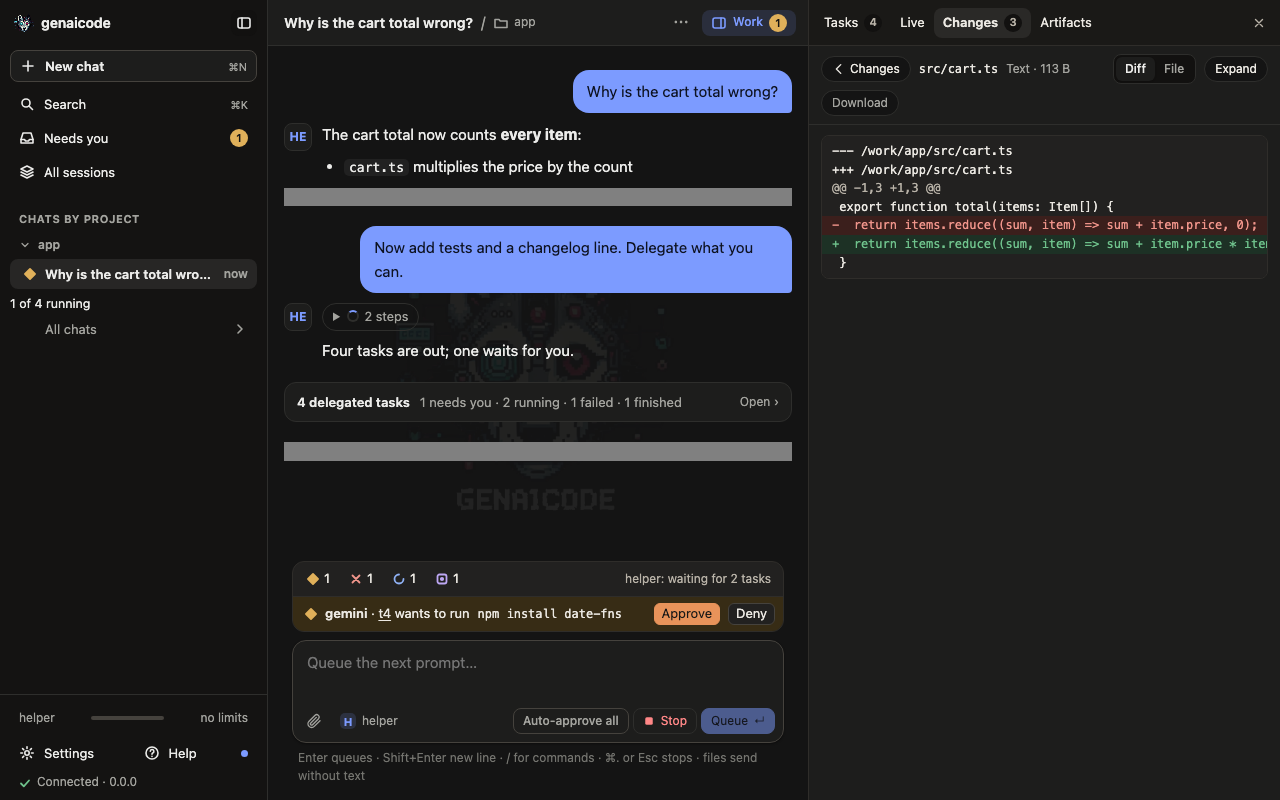 genaicode
New chat ⌘N
Search ⌘K
Needs you 1
All sessions
CHATS BY PROJECT
app
Why is the cart total wro... now
1 of 4 running
All chats
helper no limits
Settings Help
Connected · 0.0.0
Why is the cart total wrong? / app
··· Work 1
Why is the cart total wrong?
HE The cart total now counts every item:
• cart.ts multiplies the price by the count
Now add tests and a changelog line. Delegate what you
can.
HE 2 steps
Four tasks are out; one waits for you.
4 delegated tasks 1 needs you · 2 running · 1 failed · 1 finished Open ›
GENAICODE
1 1 1 1 helper: waiting for 2 tasks
gemini · t4 wants to run npm install date-fns Approve Deny
Queue the next prompt...
H helper Auto-approve all Stop Queue ↵
Enter queues · Shift+Enter new line · / for commands · ⌘. or Esc stops · files send
without text
Tasks 4 Live Changes 3 Artifacts
Changes src/cart.ts Text · 113 B Diff File Expand
Download
--- /work/app/src/cart.ts
+++ /work/app/src/cart.ts
@@ -1,3 +1,3 @@
export function total(items: Item[]) {
- return items.reduce((sum, item) => sum + item.price, 0);
+ return items.reduce((sum, item) => sum + item.price * ite
}